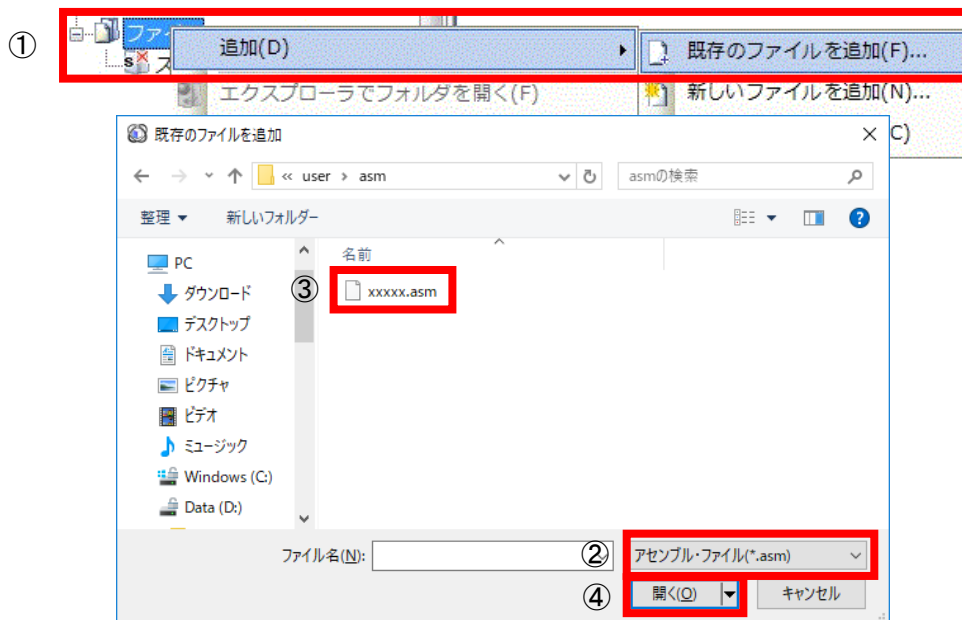 ①
ファイ
追加(D)
既存のファイルを追加(F)...
ス
エクスプローラでフォルダを開く(F)
新しいファイルを追加(N)...
C)
既存のファイルを追加
« user › asm
asmの検索
整理
新しいフォルダー
PC
ダウンロード
デスクトップ
ドキュメント
ピクチャ
ビデオ
ミュージック
Windows (C:)
Data (D:)
名前
③
xxxxx.asm
ファイル名(N):
②
アセンブル・ファイル(*.asm)
④
開く(O)
キャンセル